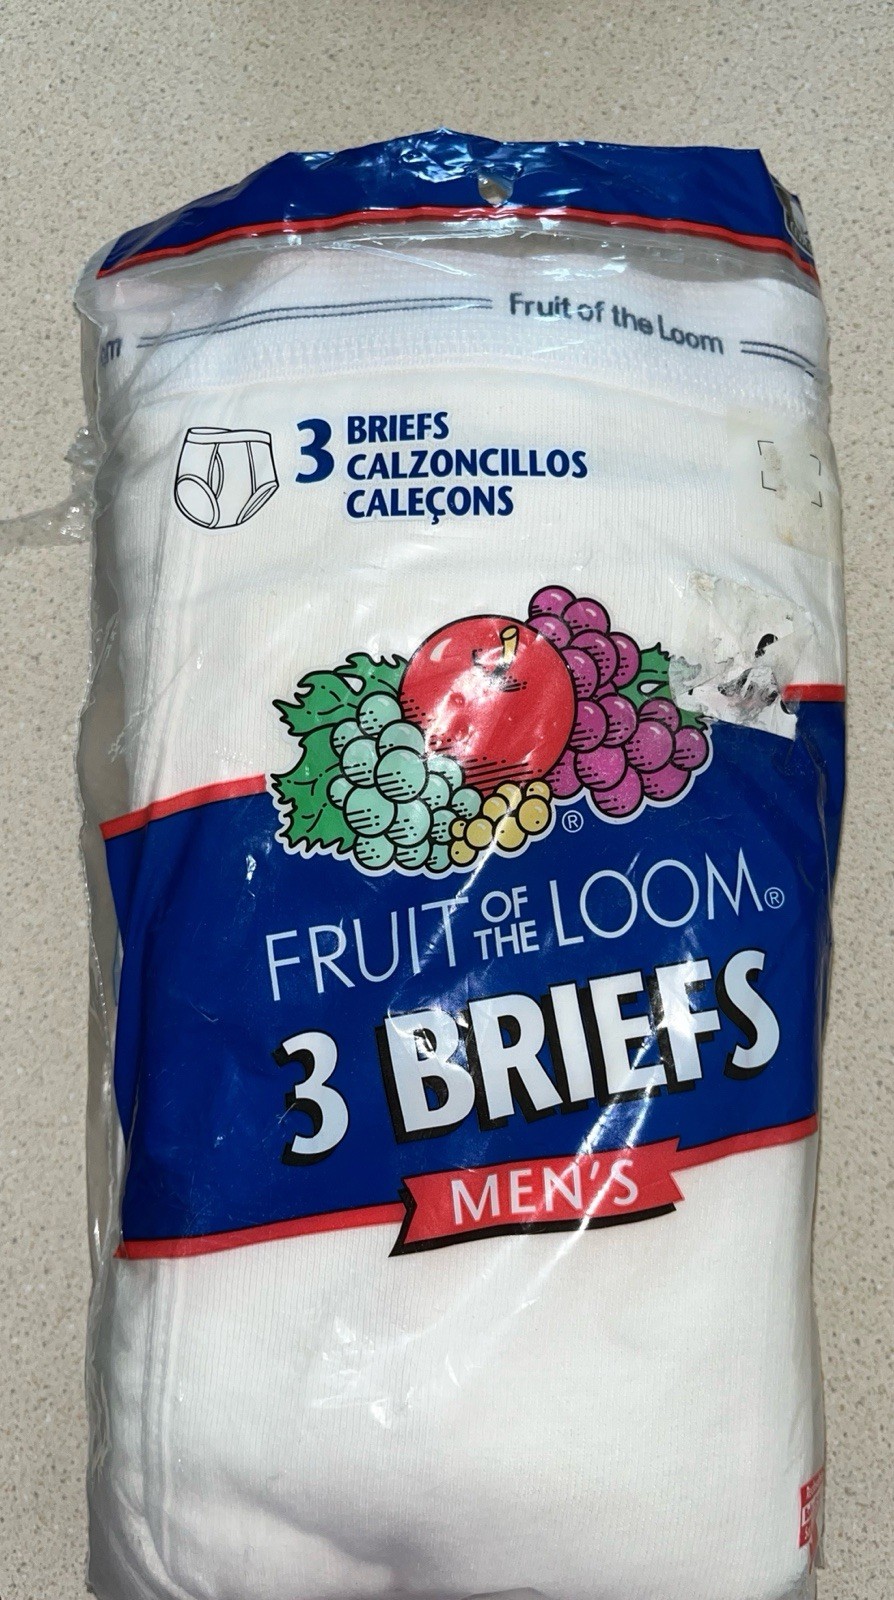 Fruit of the Loom
3 BRIEFS
CALZONCILLOS
CALEÇONS
®
FRUIT OF THE LOOM®
3 BRIEFS
MEN'S